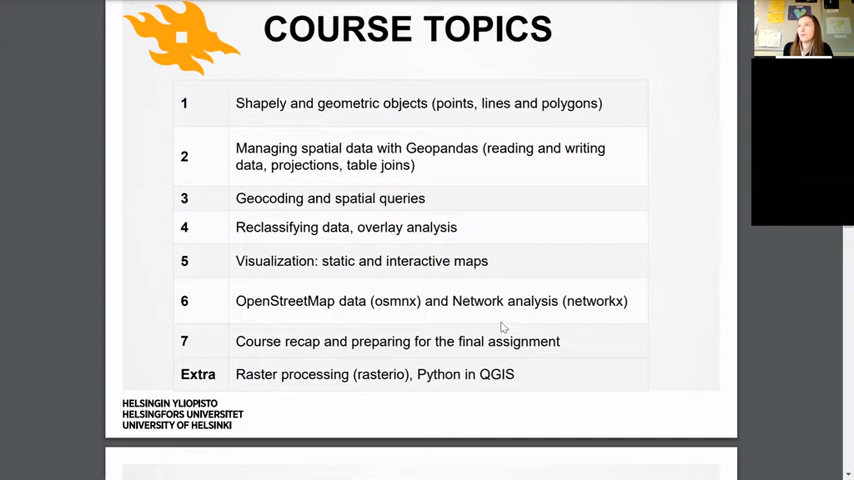 COURSE TOPICS
1 Shapely and geometric objects (points, lines and polygons)
2 Managing spatial data with Geopandas (reading and writing
data, projections, table joins)
3 Geocoding and spatial queries
4 Reclassifying data, overlay analysis
5 Visualization: static and interactive maps
6 OpenStreetMap data (osmnx) and Network analysis (networkx)
7 Course recap and preparing for the final assignment
Extra Raster processing (rasterio), Python in QGIS
HELSINGIN YLIOPISTO
HELSINGFORS UNIVERSITET
UNIVERSITY OF HELSINKI